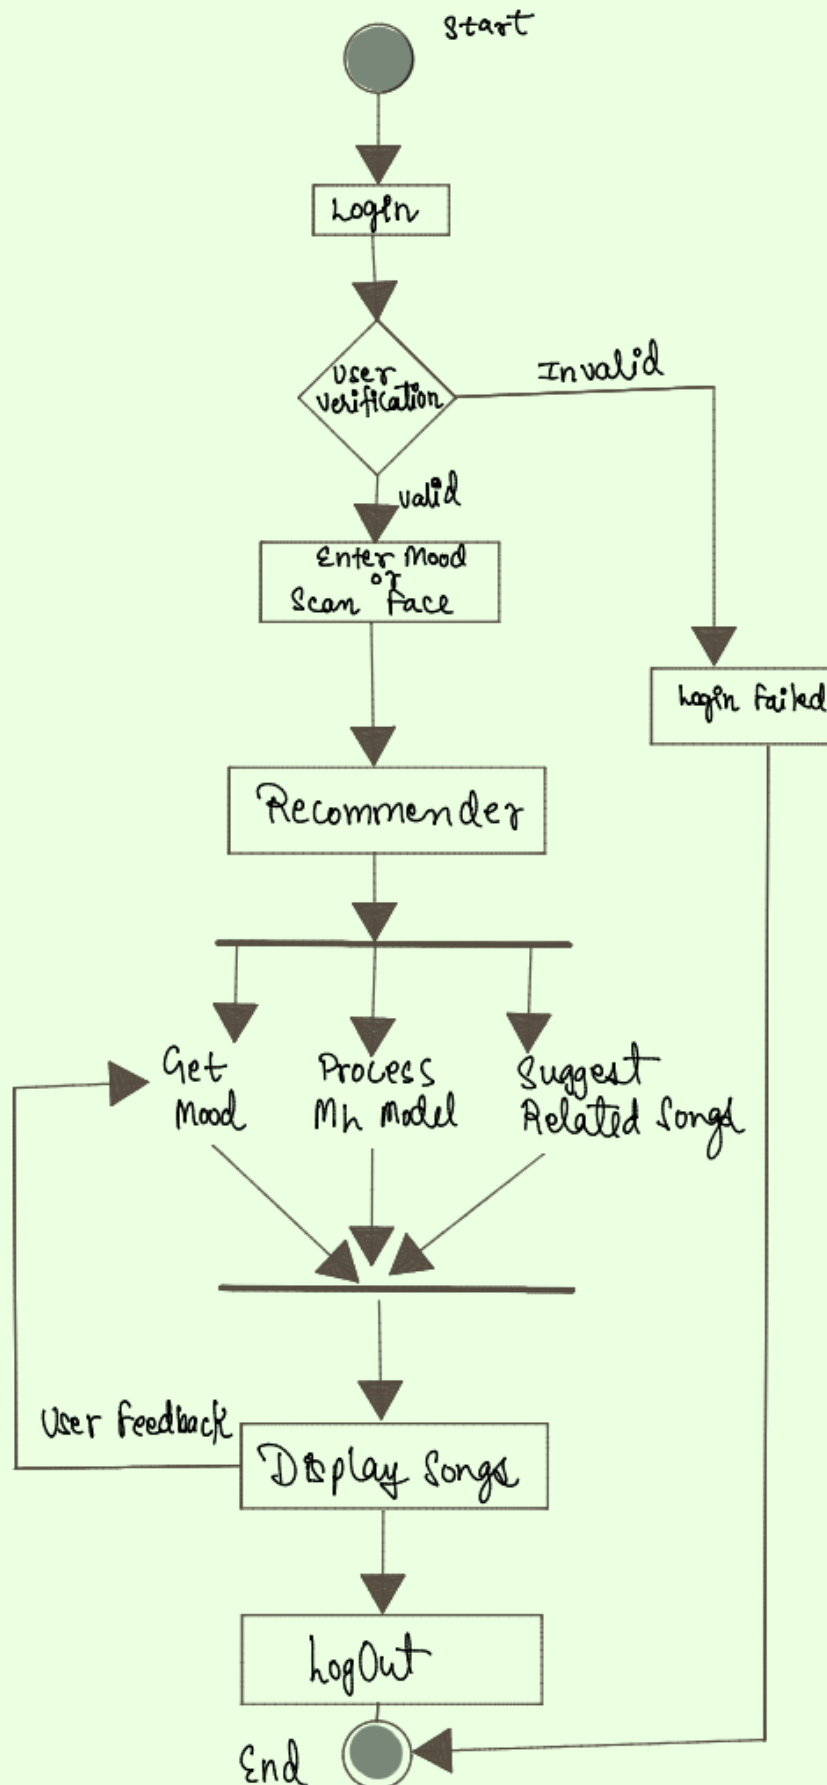 Start
Login
User
Verification
Invalid
Valid
Enter Mood
or
Scan Face
Login Failed
Recommender
Get
Mood
Process
ML Model
Suggest
Related Songs
User Feedback
Display Songs
LogOut
End